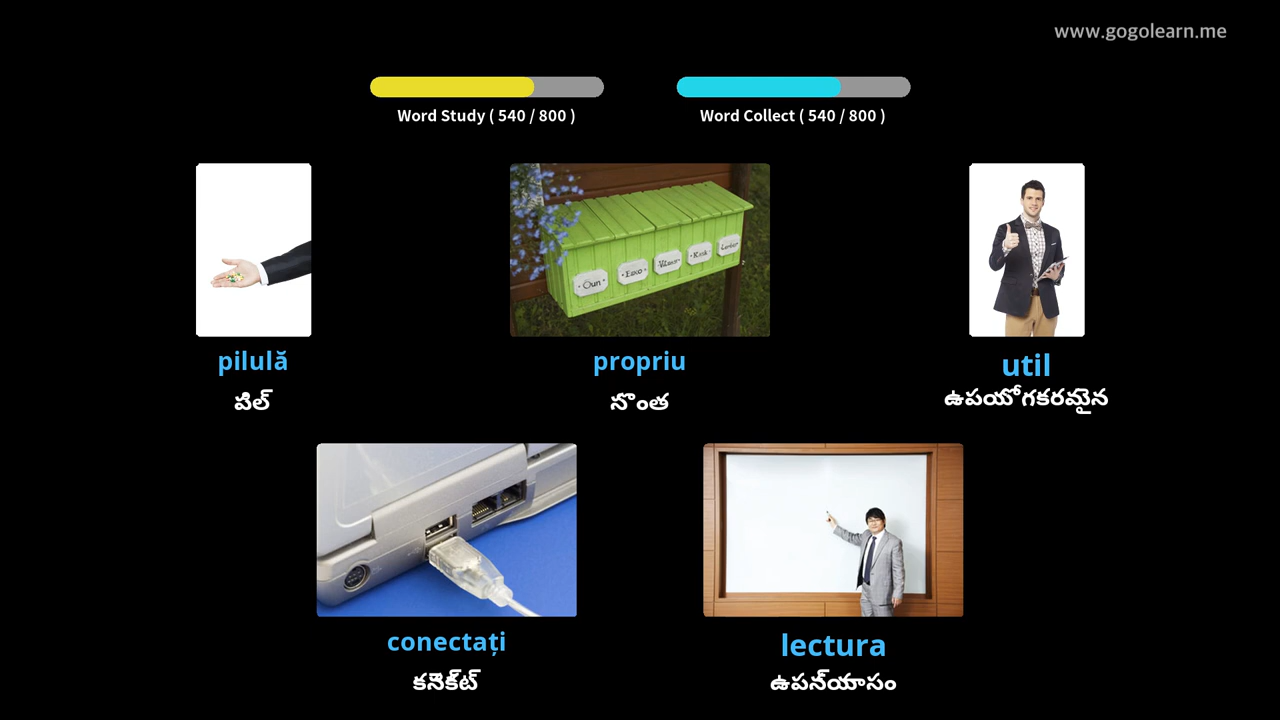 www.gogolearn.me
Word Study ( 540 / 800 )
Word Collect ( 540 / 800 )
pilulă
పిల్
propriu
సొంత
util
ఉపయోగకరమైన
conectați
కనెక్ట్
lectura
ఉపన్యాసం